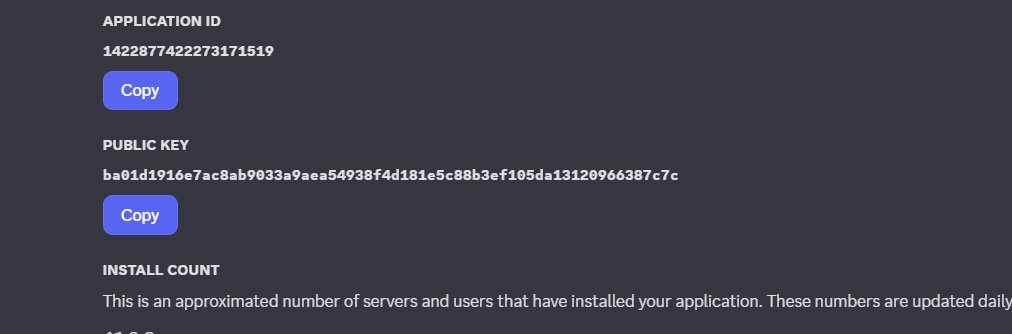 APPLICATION ID
1422877422273171519
Copy
PUBLIC KEY
ba01d1916e7ac8ab9033a9aea54938f4d181e5c88b3ef105da13120966387c7c
Copy
INSTALL COUNT
This is an approximated number of servers and users that have installed your application. These numbers are updated daily